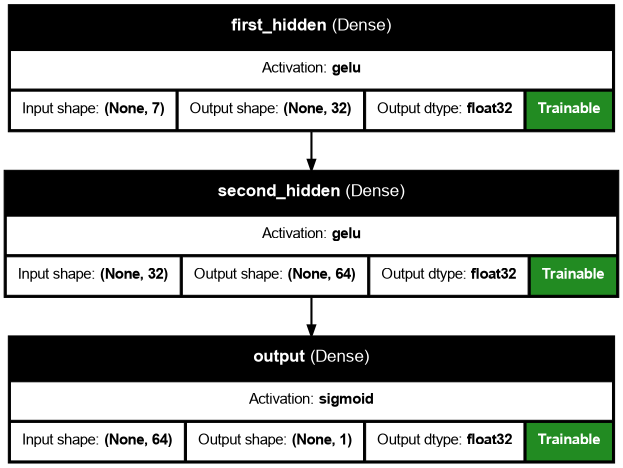 first_hidden (Dense)
Activation: gelu
Input shape: (None, 7) Output shape: (None, 32) Output dtype: float32 Trainable
second_hidden (Dense)
Activation: gelu
Input shape: (None, 32) Output shape: (None, 64) Output dtype: float32 Trainable
output (Dense)
Activation: sigmoid
Input shape: (None, 64) Output shape: (None, 1) Output dtype: float32 Trainable